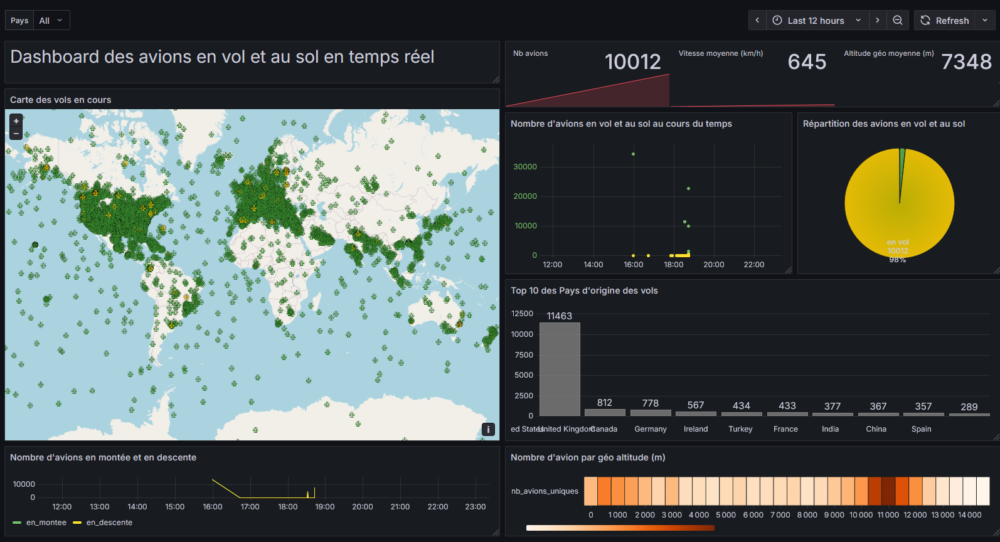 Pays All
Last 12 hours
Refresh
Dashboard des avions en vol et au sol en temps réel
Nb avions
10012
Vitesse moyenne (km/h)
645
Altitude géo moyenne (m)
7348
Carte des vols en cours
+
−
i
Nombre d'avions en vol et au sol au cours du temps
30000
20000
10000
0
12:00 14:00 16:00 18:00 20:00 22:00
Répartition des avions en vol et au sol
en vol
10012
98%
Top 10 des Pays d'origine des vols
12500
10000
7500
5000
2500
0
11463 812 778 567 434 433 377 367 357 289
ed States United Kingdom Canada Germany Ireland Turkey France India China Spain
Nombre d'avions en montée et en descente
10000
0
12:00 13:00 14:00 15:00 16:00 17:00 18:00 19:00 20:00 21:00 22:00 23:00
en_montee en_descente
Nombre d'avion par géo altitude (m)
nb_avions_uniques
0 1 000 2 000 3 000 4 000 5 000 6 000 7 000 8 000 9 000 10 000 11 000 12 000 13 000 14 000